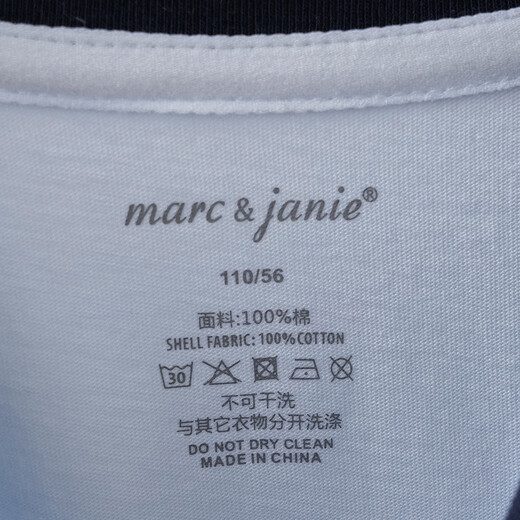 marc & janie®
110/56
面料:100%棉
SHELL FABRIC: 100%COTTON
30
不可干洗
与其它衣物分开洗涤
DO NOT DRY CLEAN
MADE IN CHINA